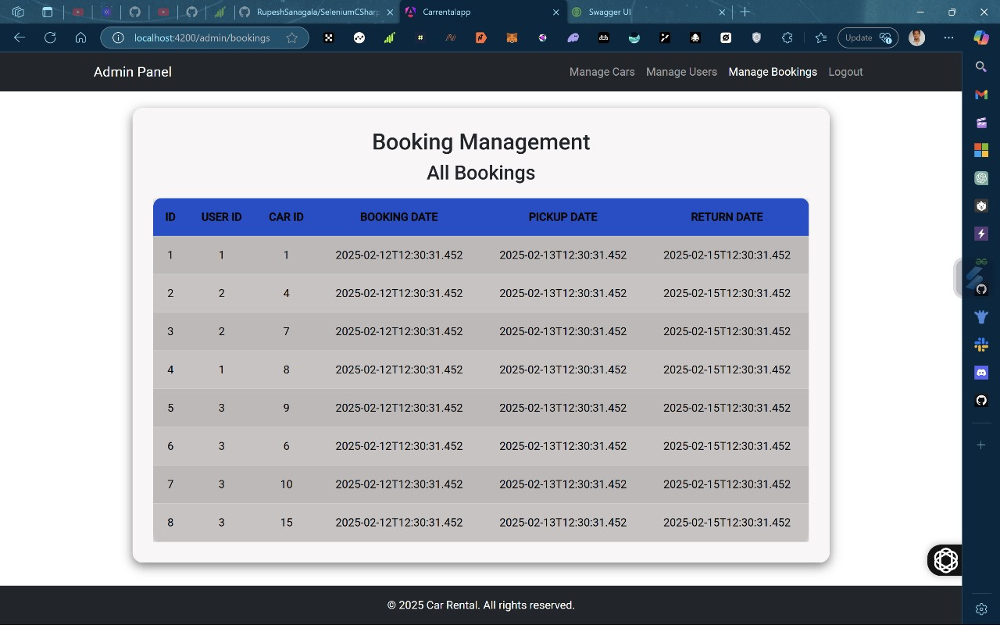 RupeshSanagala/SeleniumCSharp
Carrentalapp
Swagger UI
localhost:4200/admin/bookings
Update
Admin Panel
Manage Cars Manage Users Manage Bookings Logout
Booking Management
All Bookings
ID USER ID CAR ID BOOKING DATE PICKUP DATE RETURN DATE
1 1 1 2025-02-12T12:30:31.452 2025-02-13T12:30:31.452 2025-02-15T12:30:31.452
2 2 4 2025-02-12T12:30:31.452 2025-02-13T12:30:31.452 2025-02-15T12:30:31.452
3 2 7 2025-02-12T12:30:31.452 2025-02-13T12:30:31.452 2025-02-15T12:30:31.452
4 1 8 2025-02-12T12:30:31.452 2025-02-13T12:30:31.452 2025-02-15T12:30:31.452
5 3 9 2025-02-12T12:30:31.452 2025-02-13T12:30:31.452 2025-02-15T12:30:31.452
6 3 6 2025-02-12T12:30:31.452 2025-02-13T12:30:31.452 2025-02-15T12:30:31.452
7 3 10 2025-02-12T12:30:31.452 2025-02-13T12:30:31.452 2025-02-15T12:30:31.452
8 3 15 2025-02-12T12:30:31.452 2025-02-13T12:30:31.452 2025-02-15T12:30:31.452
© 2025 Car Rental. All rights reserved.